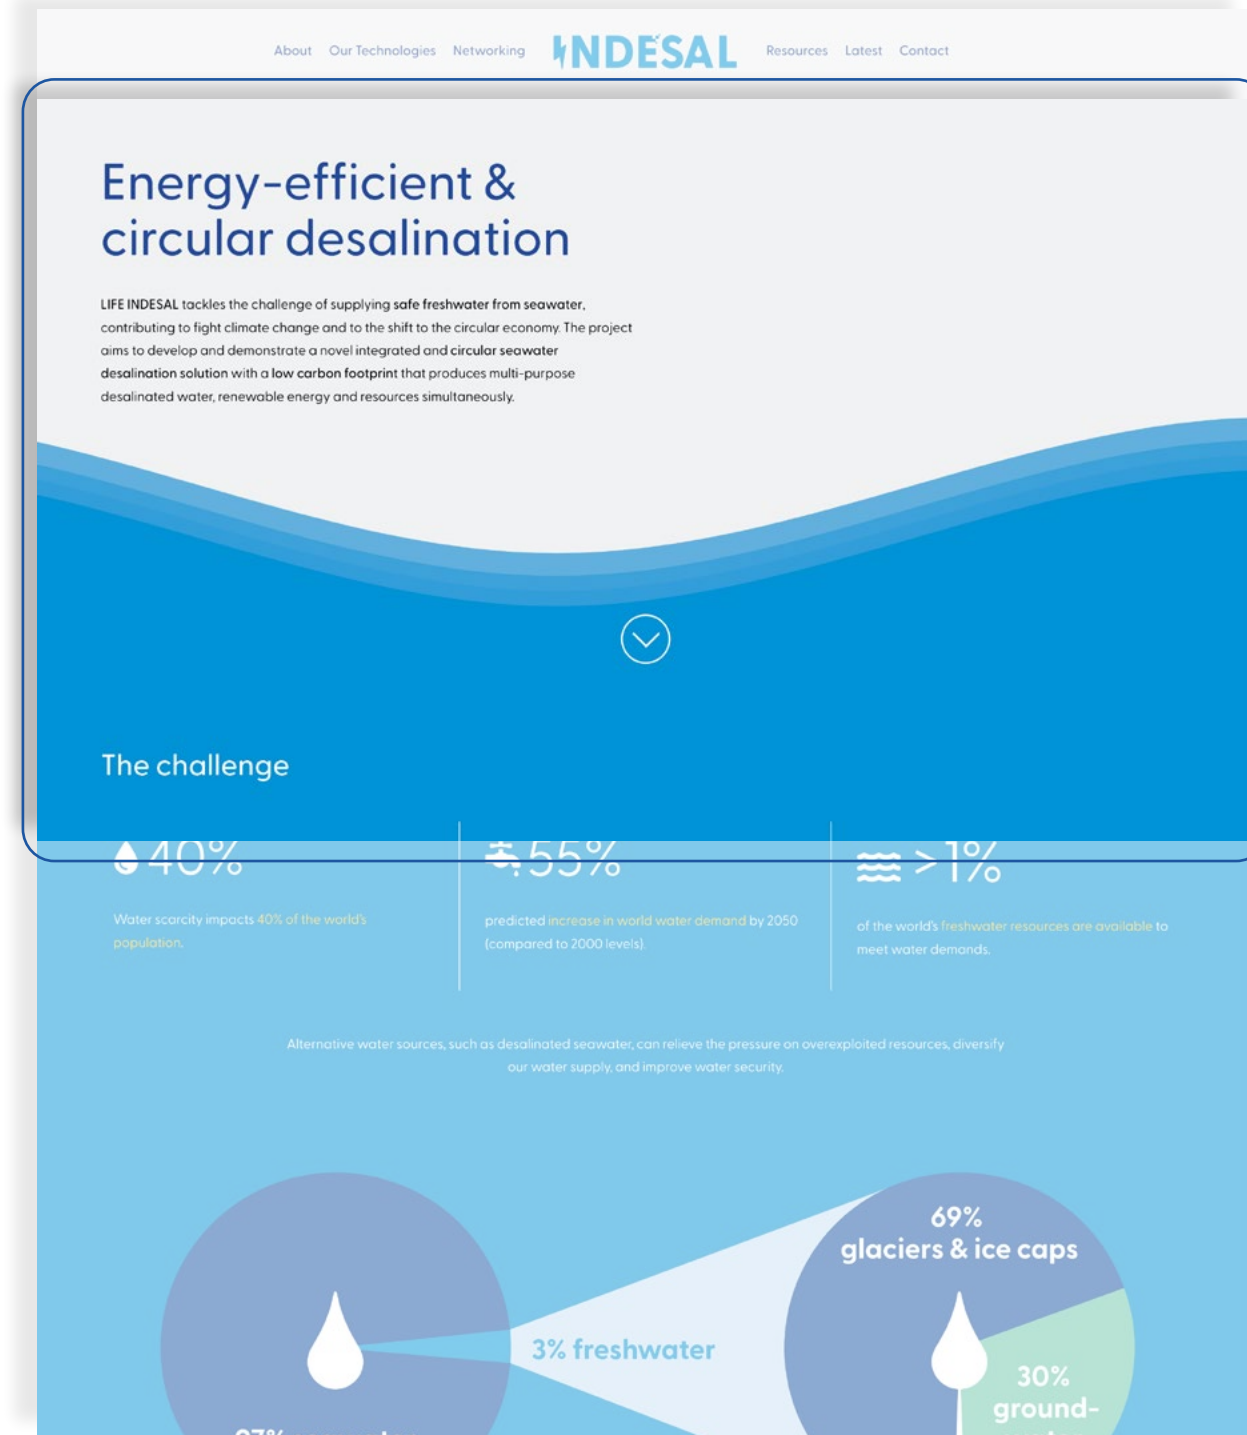 About Our Technologies Networking INDESAL Resources Latest Contact
Energy-efficient &
circular desalination
LIFE INDESAL tackles the challenge of supplying safe freshwater from seawater,
contributing to fight climate change and to the shift to the circular economy. The project
aims to develop and demonstrate a novel integrated and circular seawater
desalination solution with a low carbon footprint that produces multi-purpose
desalinated water, renewable energy and resources simultaneously.
The challenge
40%
Water scarcity impacts 40% of the world's
population.
55%
predicted increase in world water demand by 2050
(compared to 2000 levels).
>1%
of the world's freshwater resources are available to
meet water demands.
Alternative water sources, such as desalinated seawater, can relieve the pressure on overexploited resources, diversify
our water supply, and improve water security.
69%
glaciers & ice caps
3% freshwater
30%
ground-